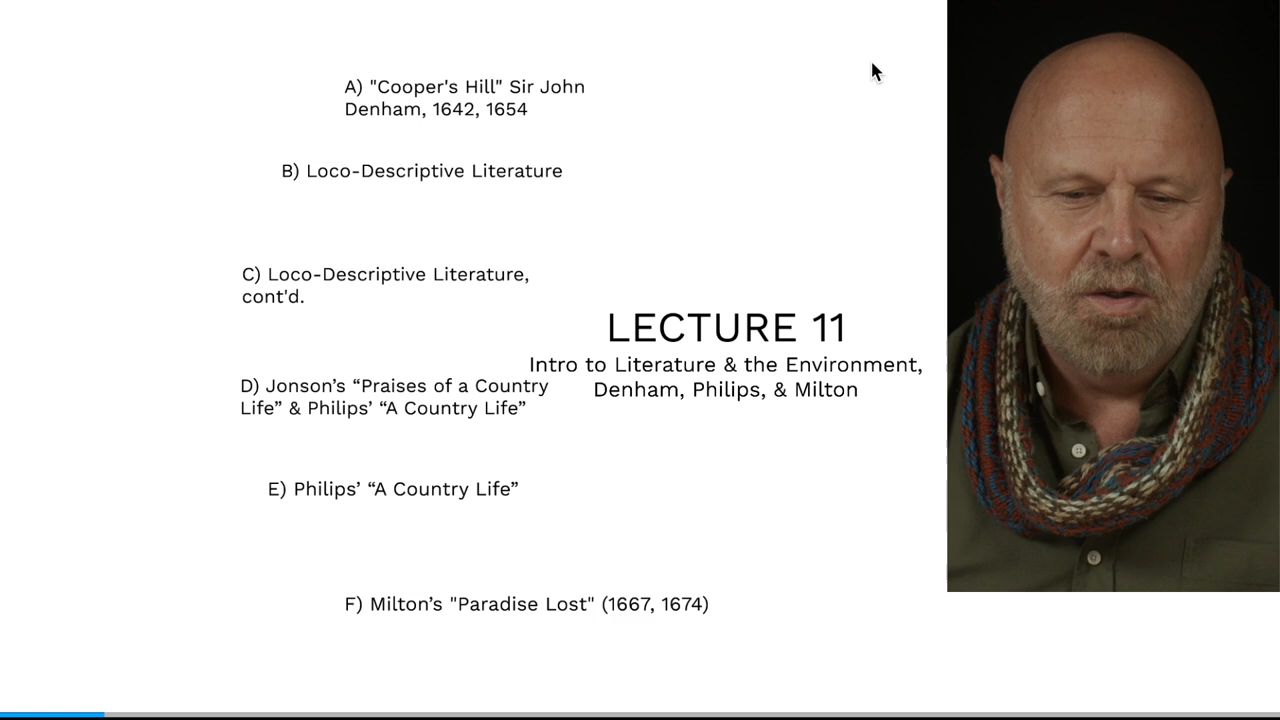 A) "Cooper's Hill" Sir John
Denham, 1642, 1654
B) Loco-Descriptive Literature
C) Loco-Descriptive Literature,
cont'd.
LECTURE 11
Intro to Literature & the Environment,
Denham, Philips, & Milton
D) Jonson’s “Praises of a Country
Life” & Philips’ “A Country Life”
E) Philips’ “A Country Life”
F) Milton’s "Paradise Lost" (1667, 1674)